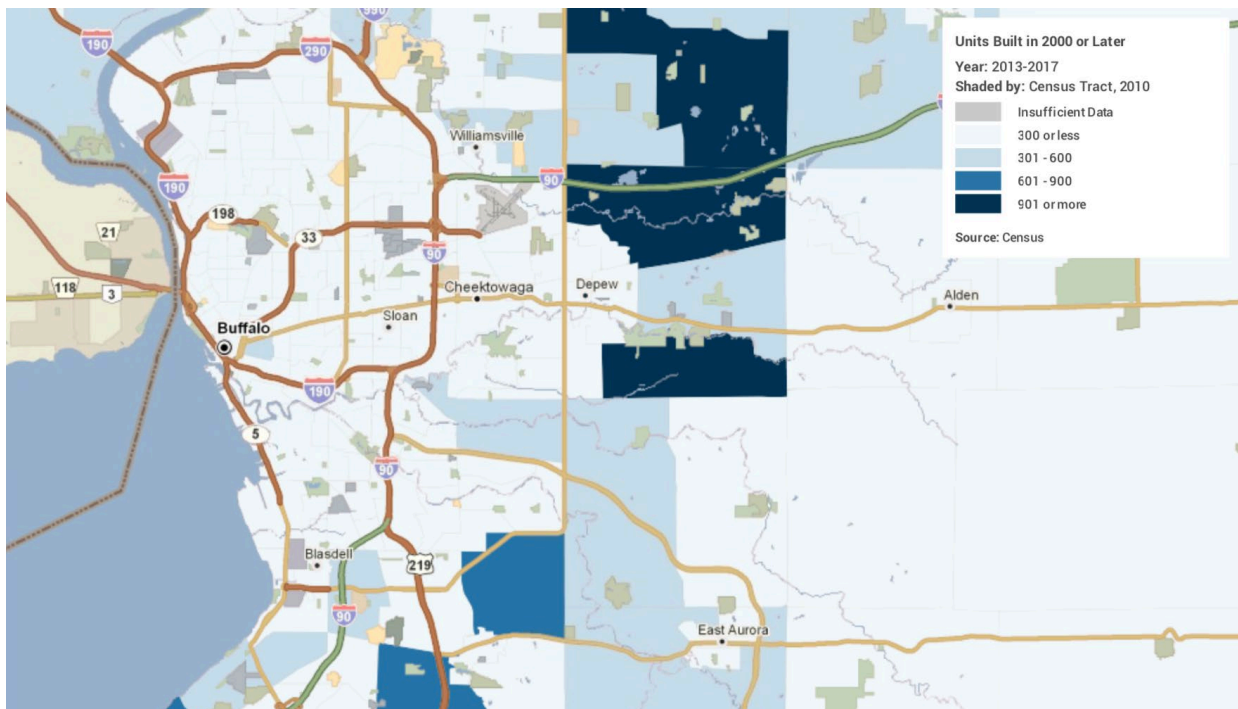 190
290
990
Units Built in 2000 or Later
Year: 2013-2017
Shaded by: Census Tract, 2010
Insufficient Data
300 or less
301 - 600
601 - 900
901 or more
Source: Census
Williamsville
190
90
198
33
21
90
118
3
Cheektowaga
Depew
Alden
Sloan
Buffalo
190
5
90
Blasdell
219
90
East Aurora